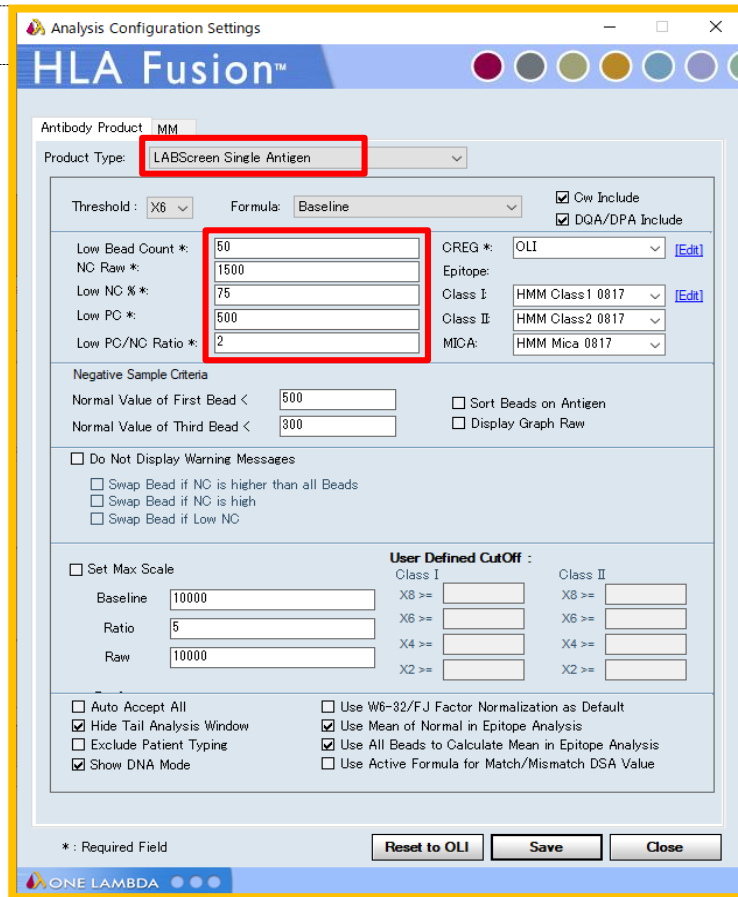 Analysis Configuration Settings
HLA Fusion™
Antibody Product MM
Product Type: LABScreen Single Antigen
Threshold : X6 Formula: Baseline
Cw Include
DQA/DPA Include
Low Bead Count *: 50 CREG *: OLI [Edit]
NC Raw *: 1500 Epitope:
Low NC % *: 75 Class I: HMM Class1 0817 [Edit]
Low PC *: 500 Class II: HMM Class2 0817
Low PC/NC Ratio *: 2 MICA: HMM Mica 0817
Negative Sample Criteria
Normal Value of First Bead < 500 Sort Beads on Antigen
Normal Value of Third Bead < 300 Display Graph Raw
Do Not Display Warning Messages
Swap Bead if NC is higher than all Beads
Swap Bead if NC is high
Swap Bead if Low NC
User Defined CutOff :
Set Max Scale Class I Class II
Baseline 10000 X8 >= X8 >=
Ratio 5 X6 >= X6 >=
Raw 10000 X4 >= X4 >=
X2 >= X2 >=
Auto Accept All Use W6-32/FJ Factor Normalization as Default
Hide Tail Analysis Window Use Mean of Normal in Epitope Analysis
Exclude Patient Typing Use All Beads to Calculate Mean in Epitope Analysis
Show DNA Mode Use Active Formula for Match/Mismatch DSA Value
* : Required Field Reset to OLI Save Close
ONE LAMBDA